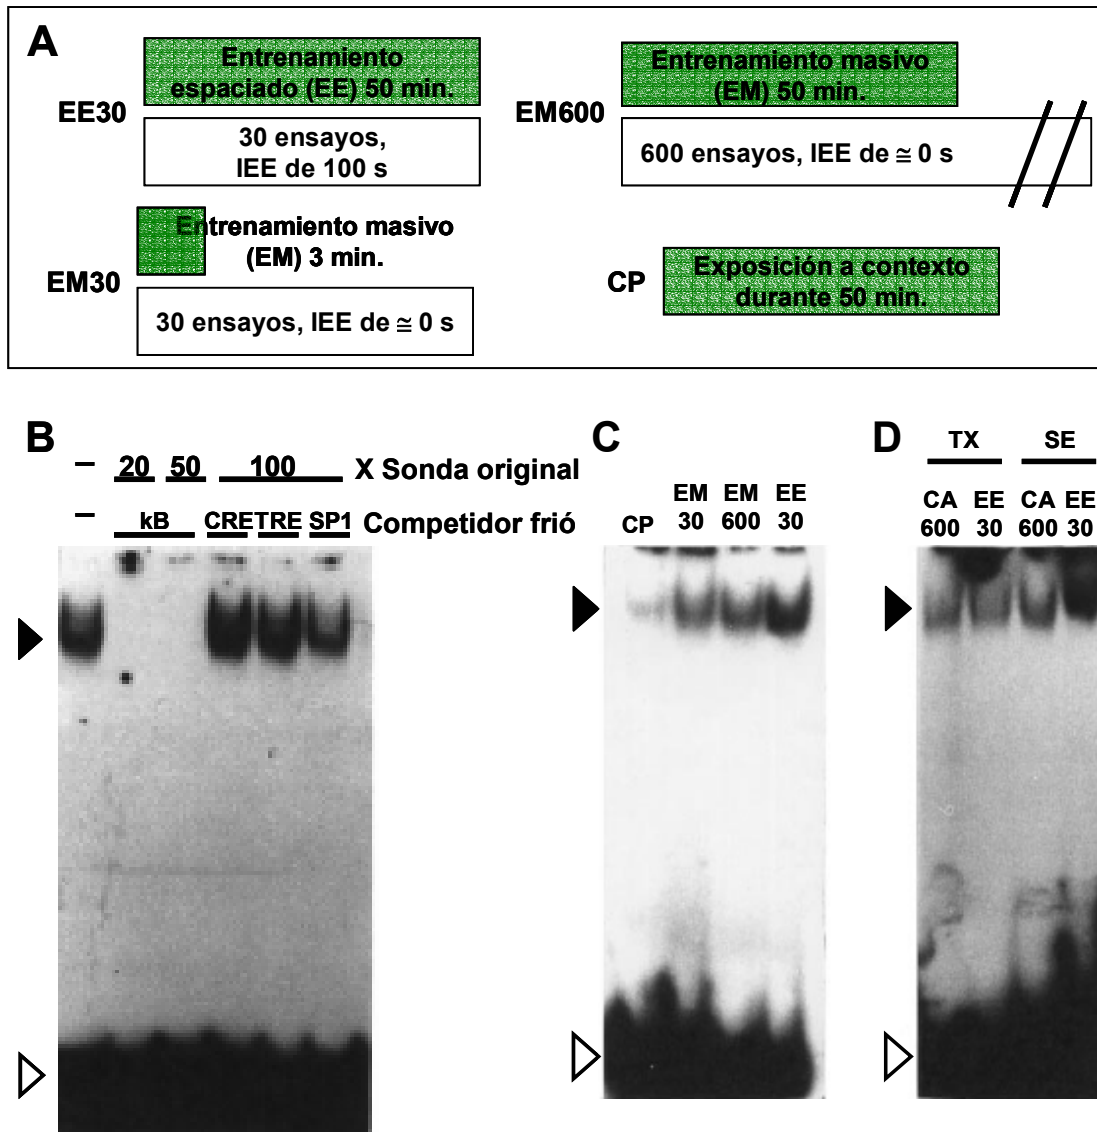 A
Entrenamiento
espaciado (EE) 50 min.
EE30
30 ensayos,
IEE de 100 s
Entrenamiento masivo
(EM) 50 min.
EM600
600 ensayos, IEE de ≅ 0 s
Entrenamiento masivo
(EM) 3 min.
EM30
30 ensayos, IEE de ≅ 0 s
CP
Exposición a contexto
durante 50 min.
B
– 20 50 100 X Sonda original
– kB CRE TRE SP1 Competidor frió
C
CP EM 30 EM 600 EE 30
D
TX SE
CA EE CA EE
600 30 600 30